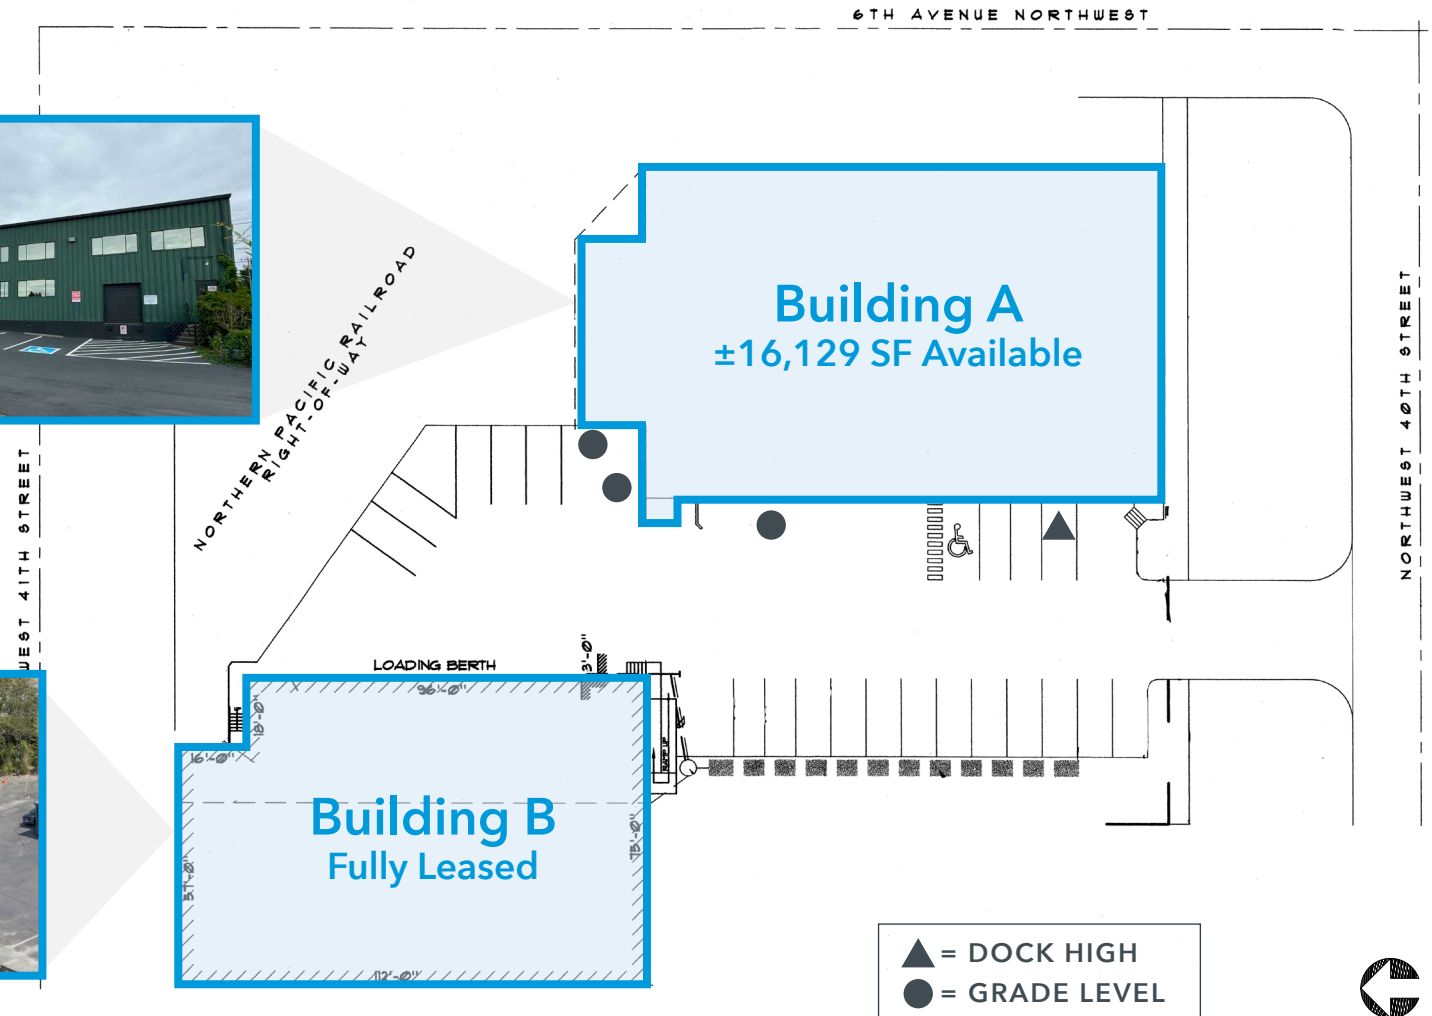 6TH AVENUE NORTHWEST
NORTHERN PACIFIC RAILROAD
RIGHT-OF-WAY
Building A
±16,129 SF Available
NORTHWEST 40TH STREET
WEST 41TH STREET
LOADING BERTH
96'-0"
3'-0"
18'-0"
16'-0"
RAMP UP
Building B
Fully Leased
57'-0"
75'-0"
112'-0"
= DOCK HIGH
= GRADE LEVEL